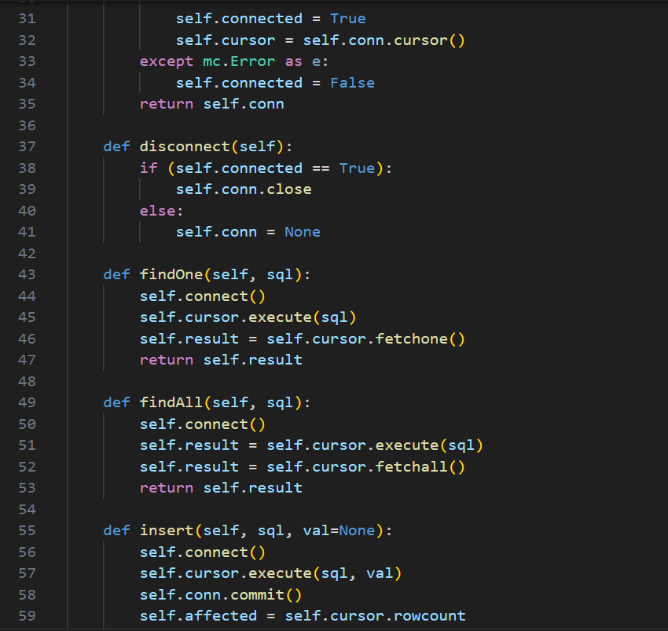 31 self.connected = True
32 self.cursor = self.conn.cursor()
33 except mc.Error as e:
34 self.connected = False
35 return self.conn
36
37 def disconnect(self):
38 if (self.connected == True):
39 self.conn.close
40 else:
41 self.conn = None
42
43 def findOne(self, sql):
44 self.connect()
45 self.cursor.execute(sql)
46 self.result = self.cursor.fetchone()
47 return self.result
48
49 def findAll(self, sql):
50 self.connect()
51 self.result = self.cursor.execute(sql)
52 self.result = self.cursor.fetchall()
53 return self.result
54
55 def insert(self, sql, val=None):
56 self.connect()
57 self.cursor.execute(sql, val)
58 self.conn.commit()
59 self.affected = self.cursor.rowcount